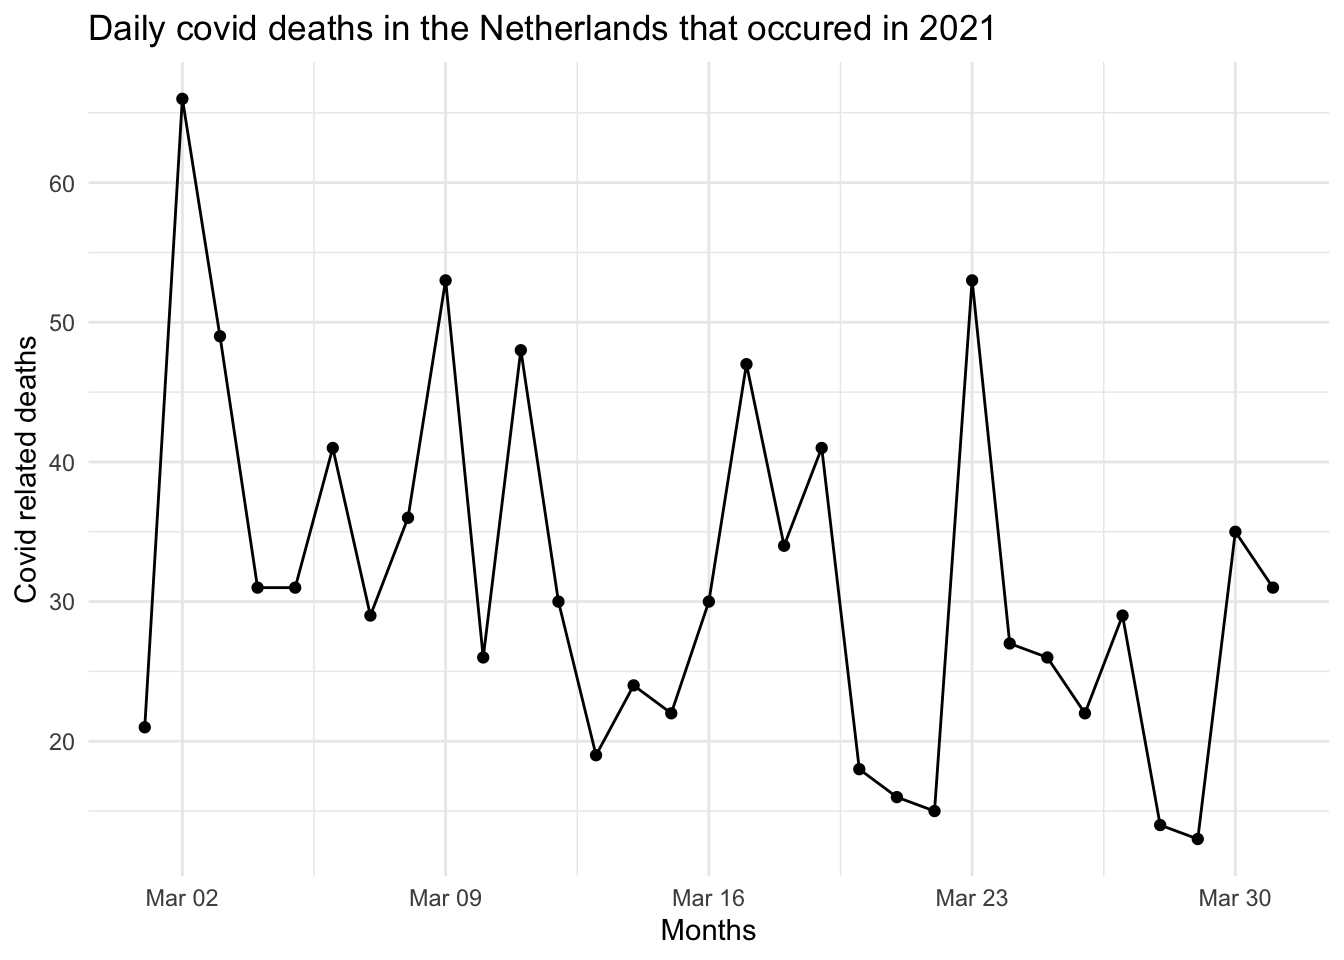 Daily covid deaths in the Netherlands that occured in 2021
Covid related deaths
60
50
40
30
20
Mar 02 Mar 09 Mar 16 Mar 23 Mar 30
Months